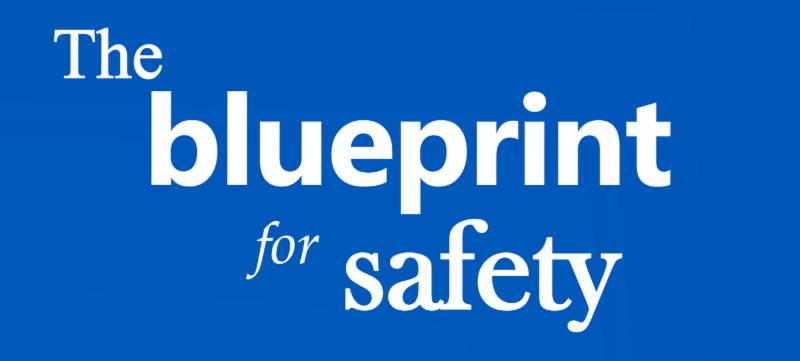 The
blueprint
for safety